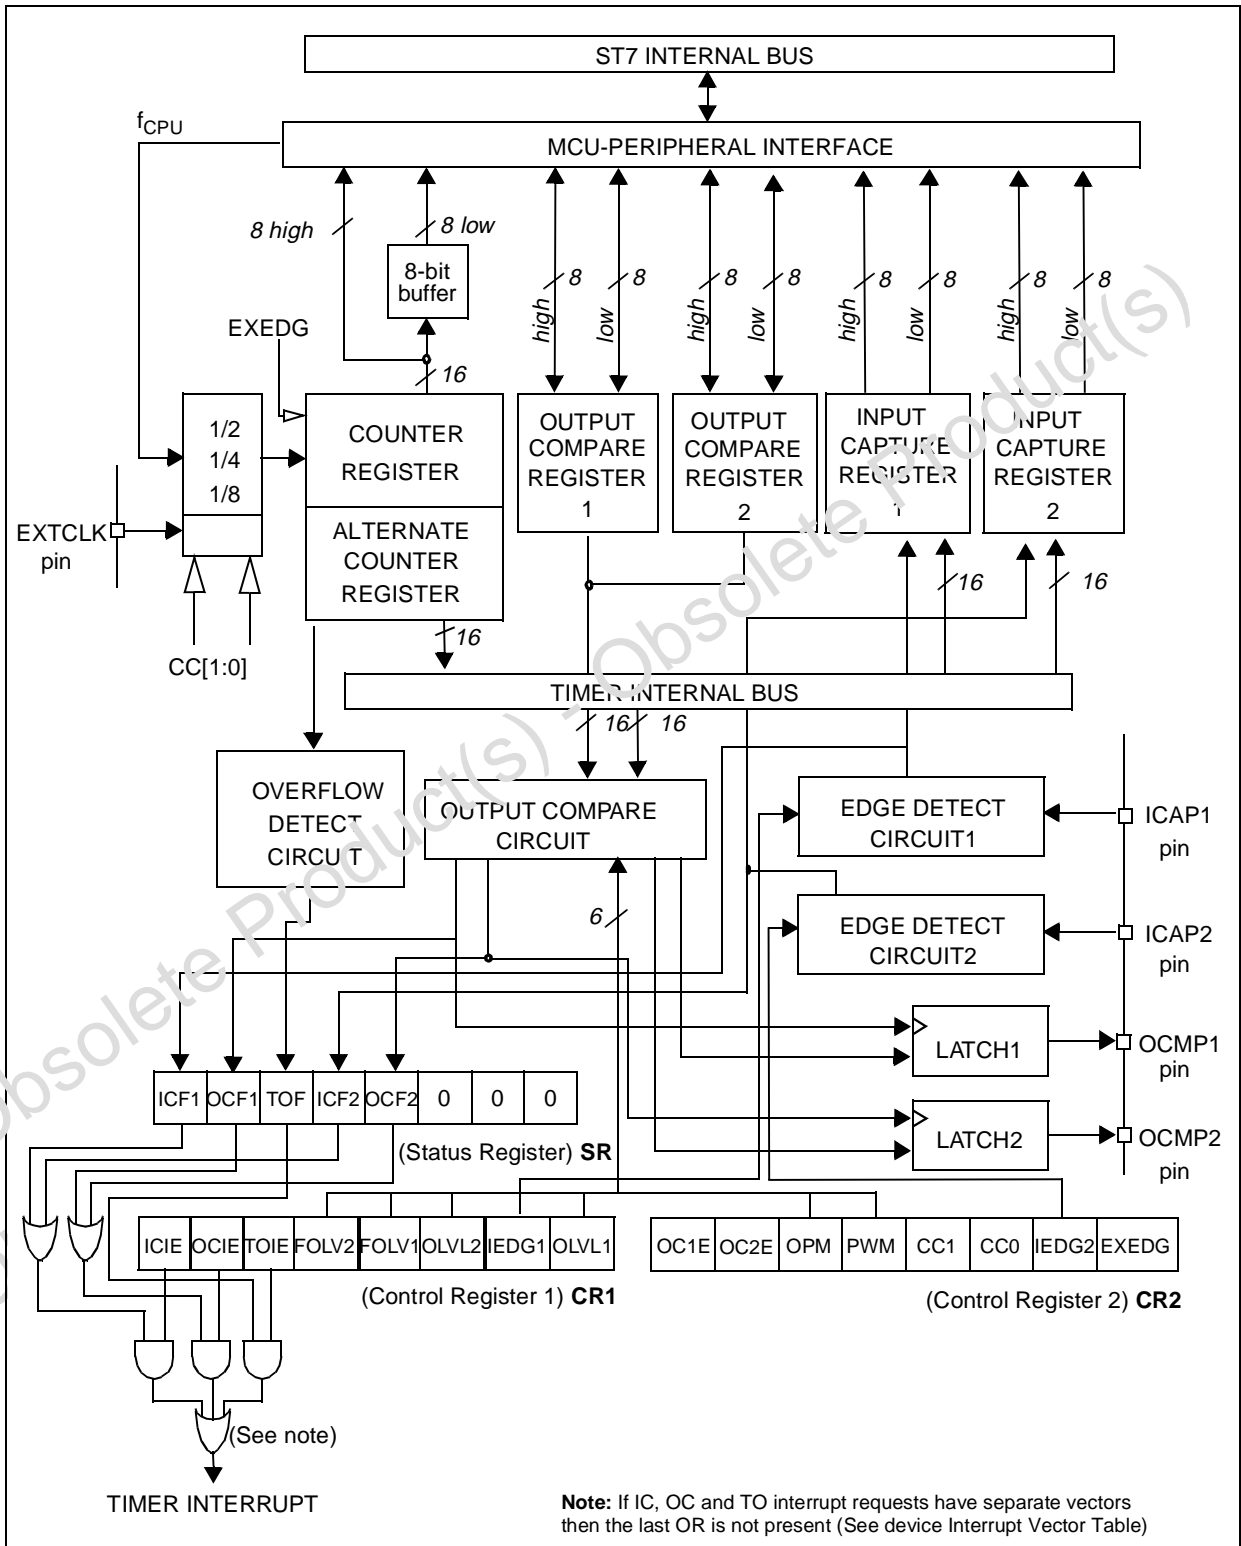 ST7 INTERNAL BUS
fCPU
MCU-PERIPHERAL INTERFACE
8 high
8 low
8-bit
buffer
8
8
8
8
8
8
8
8
high
low
high
low
high
low
high
low
EXEDG
16
1/2
1/4
1/8
COUNTER
REGISTER
OUTPUT
COMPARE
REGISTER
1
OUTPUT
COMPARE
REGISTER
2
INPUT
CAPTURE
REGISTER
1
INPUT
CAPTURE
REGISTER
2
EXTCLK
pin
ALTERNATE
COUNTER
REGISTER
16
16
16
CC[1:0]
TIMER INTERNAL BUS
16
16
OVERFLOW
DETECT
CIRCUIT
OUTPUT COMPARE
CIRCUIT
EDGE DETECT
CIRCUIT1
ICAP1
pin
6
EDGE DETECT
CIRCUIT2
ICAP2
pin
LATCH1
OCMP1
pin
ICF1 OCF1 TOF ICF2 OCF2 0 0 0
(Status Register) SR
LATCH2
OCMP2
pin
ICIE OCIE TOIE FOLV2 FOLV1 OLVL2 IEDG1 OLVL1
(Control Register 1) CR1
OC1E OC2E OPM PWM CC1 CC0 IEDG2 EXEDG
(Control Register 2) CR2
(See note)
TIMER INTERRUPT
Note: If IC, OC and TO interrupt requests have separate vectors
then the last OR is not present (See device Interrupt Vector Table)
Obsolete Product(s) - Obsolete Product(s)